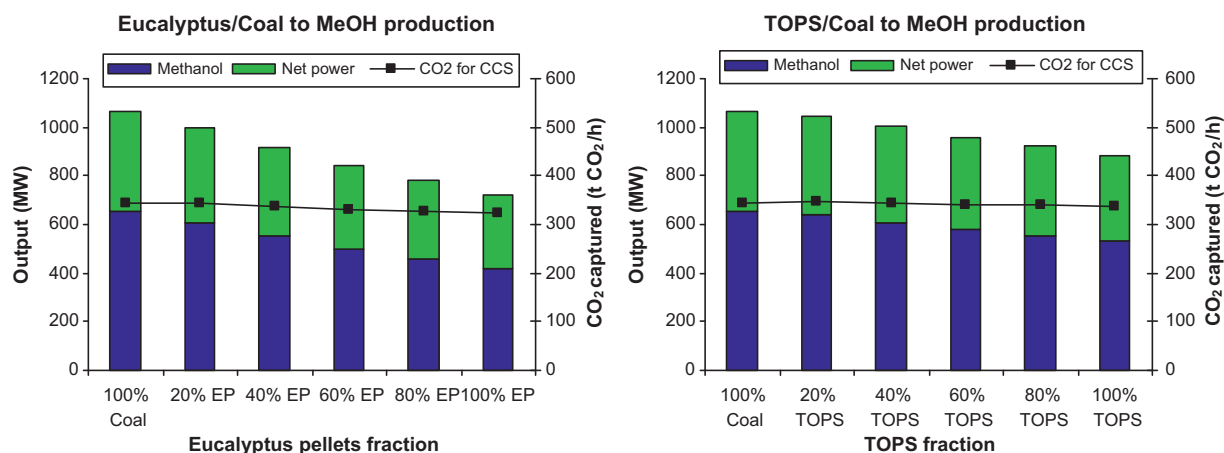 Eucalyptus/Coal to MeOH production
Methanol Net power CO2 for CCS
1200
1000
800
600
400
200
0
Output (MW)
600
500
400
300
200
100
0
CO₂ captured (t CO₂/h)
100% Coal
20% EP
40% EP
60% EP
80% EP
100% EP
Eucalyptus pellets fraction
TOPS/Coal to MeOH production
Methanol Net power CO2 for CCS
1200
1000
800
600
400
200
0
Output (MW)
600
500
400
300
200
100
0
CO₂ captured (t CO₂/h)
100% Coal
20% TOPS
40% TOPS
60% TOPS
80% TOPS
100% TOPS
TOPS fraction